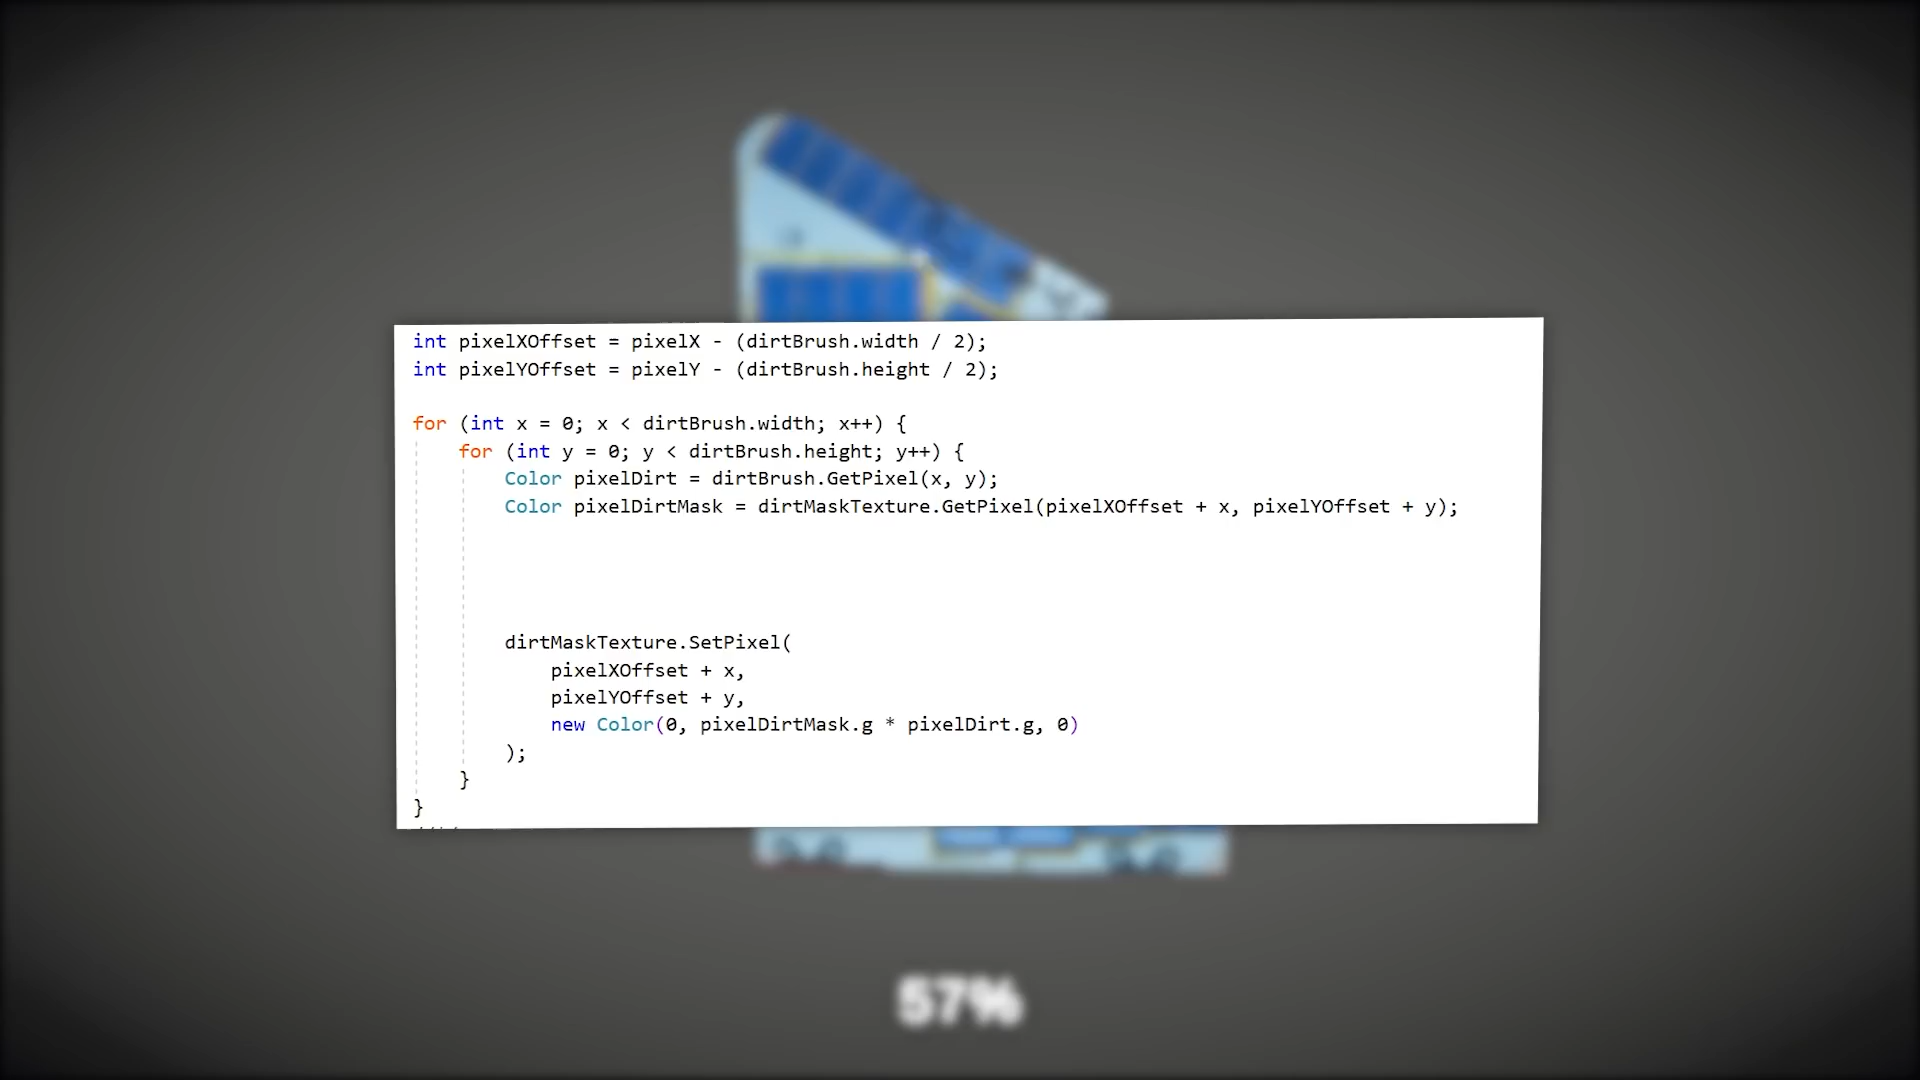 int pixelXOffset = pixelX - (dirtBrush.width / 2);
int pixelYOffset = pixelY - (dirtBrush.height / 2);
for (int x = 0; x < dirtBrush.width; x++) {
for (int y = 0; y < dirtBrush.height; y++) {
Color pixelDirt = dirtBrush.GetPixel(x, y);
Color pixelDirtMask = dirtMaskTexture.GetPixel(pixelXOffset + x, pixelYOffset + y);
dirtMaskTexture.SetPixel(
pixelXOffset + x,
pixelYOffset + y,
new Color(0, pixelDirtMask.g * pixelDirt.g, 0)
);
}
}
57%